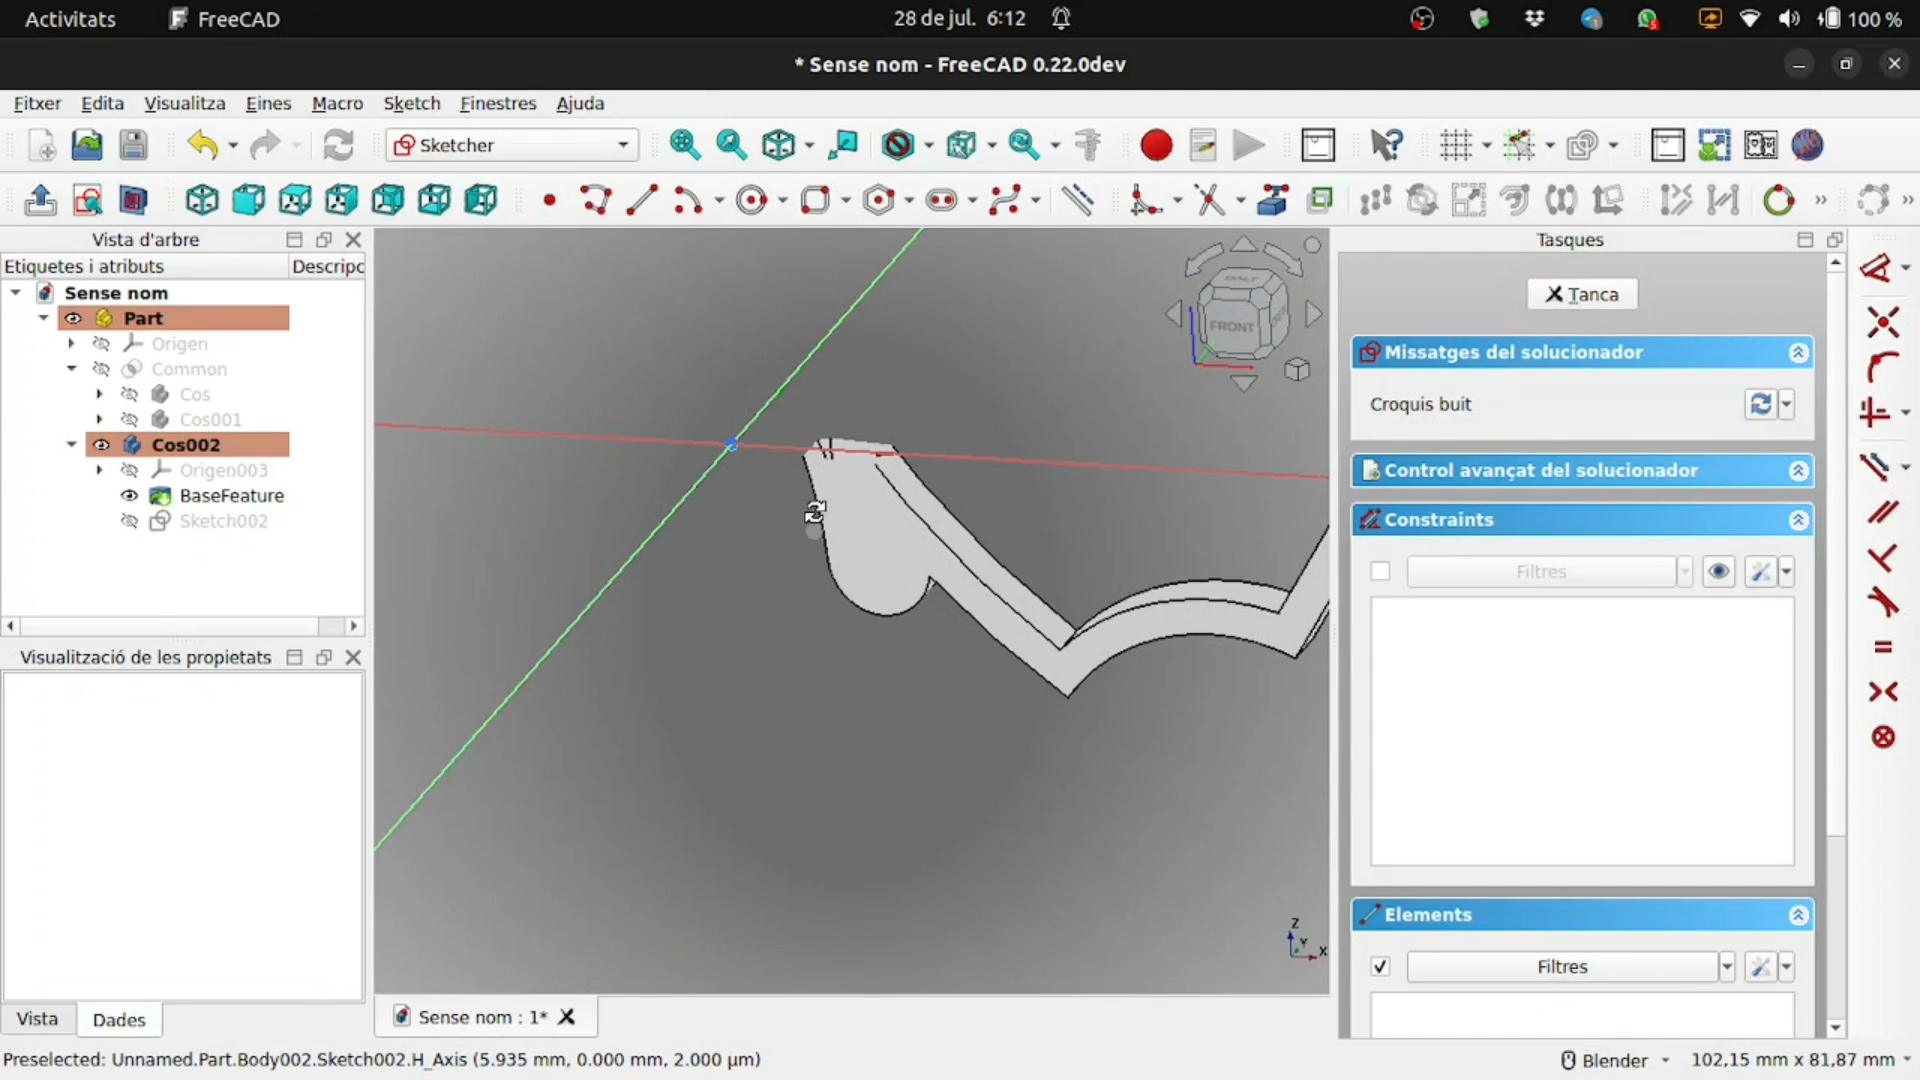 Activitats
FreeCAD
28 de jul.  6:12
100 %
* Sense nom - FreeCAD 0.22.0dev
Fitxer
Edita
Visualitza
Eines
Macro
Sketch
Finestres
Ajuda
Sketcher
Vista d'arbre
Etiquetes i atributs
Descripc
Sense nom
Part
Origen
Common
Cos
Cos001
Cos002
Origen003
BaseFeature
Sketch002
Visualització de les propietats
Vista
Dades
FRONT
Z
Y
X
Sense nom : 1*
Tasques
Tanca
Missatges del solucionador
Croquis buit
Control avançat del solucionador
Constraints
Filtres
Elements
Filtres
Preselected: Unnamed.Part.Body002.Sketch002.H_Axis (5.935 mm, 0.000 mm, 2.000 µm)
Blender
102,15 mm x 81,87 mm